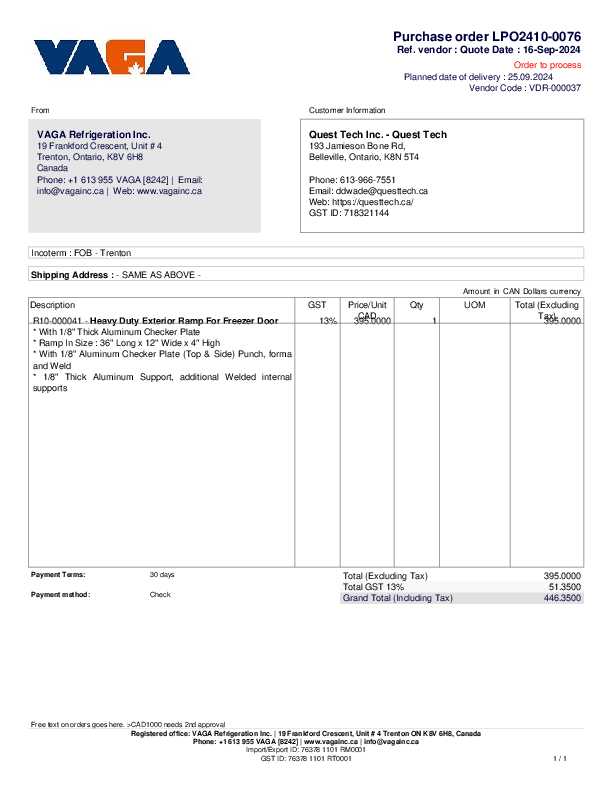 VAGA
Purchase order LPO2410-0076
Ref. vendor : Quote Date : 16-Sep-2024
Order to process
Planned date of delivery : 25.09.2024
Vendor Code : VDR-000037
From
Customer Information
VAGA Refrigeration Inc.
19 Frankford Crescent, Unit # 4
Trenton, Ontario, K8V 6H8
Canada
Phone: +1 613 955 VAGA [8242] | Email:
info@vagainc.ca | Web: www.vagainc.ca
Quest Tech Inc. - Quest Tech
193 Jamieson Bone Rd,
Belleville, Ontario, K8N 5T4
Phone: 613-966-7551
Email: ddwade@questtech.ca
Web: https://questtech.ca/
GST ID: 718321144
Incoterm : FOB - Trenton
Shipping Address : - SAME AS ABOVE -
Amount in CAN Dollars currency
Description GST Price/Unit CAD Qty UOM Total (Excluding Tax)
R10-000041 - Heavy Duty Exterior Ramp For Freezer Door 13% 395.0000 1 395.0000
* With 1/8" Thick Aluminum Checker Plate
* Ramp In Size : 36" Long x 12" Wide x 4" High
* With 1/8" Aluminum Checker Plate (Top & Side) Punch, forma
and Weld
* 1/8" Thick Aluminum Support, additional Welded internal
supports
Payment Terms: 30 days
Payment method: Check
Total (Excluding Tax) 395.0000
Total GST 13% 51.3500
Grand Total (Including Tax) 446.3500
Free text on orders goes here. >CAD1000 needs 2nd approval
Registered office: VAGA Refrigeration Inc. | 19 Frankford Crescent, Unit # 4 Trenton ON K8V 6H8, Canada
Phone: +1 613 955 VAGA [8242] | www.vagainc.ca | info@vagainc.ca
Import/Export ID: 76378 1101 RM0001
GST ID: 76378 1101 RT0001
1 / 1